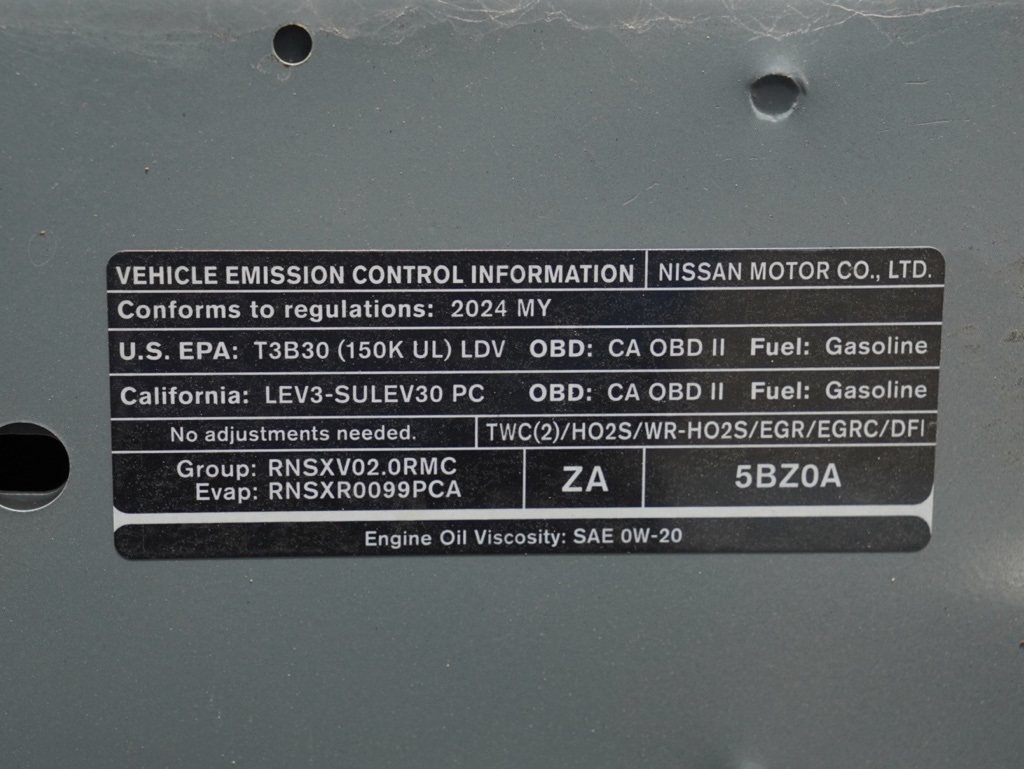 VEHICLE EMISSION CONTROL INFORMATION NISSAN MOTOR CO., LTD.
Conforms to regulations: 2024 MY
U.S. EPA: T3B30 (150K UL) LDV OBD: CA OBD II Fuel: Gasoline
California: LEV3-SULEV30 PC OBD: CA OBD II Fuel: Gasoline
No adjustments needed. TWC(2)/HO2S/WR-HO2S/EGR/EGRC/DFI
Group: RNSXV02.0RMC
Evap: RNSXR0099PCA
ZA
5BZ0A
Engine Oil Viscosity: SAE 0W-20